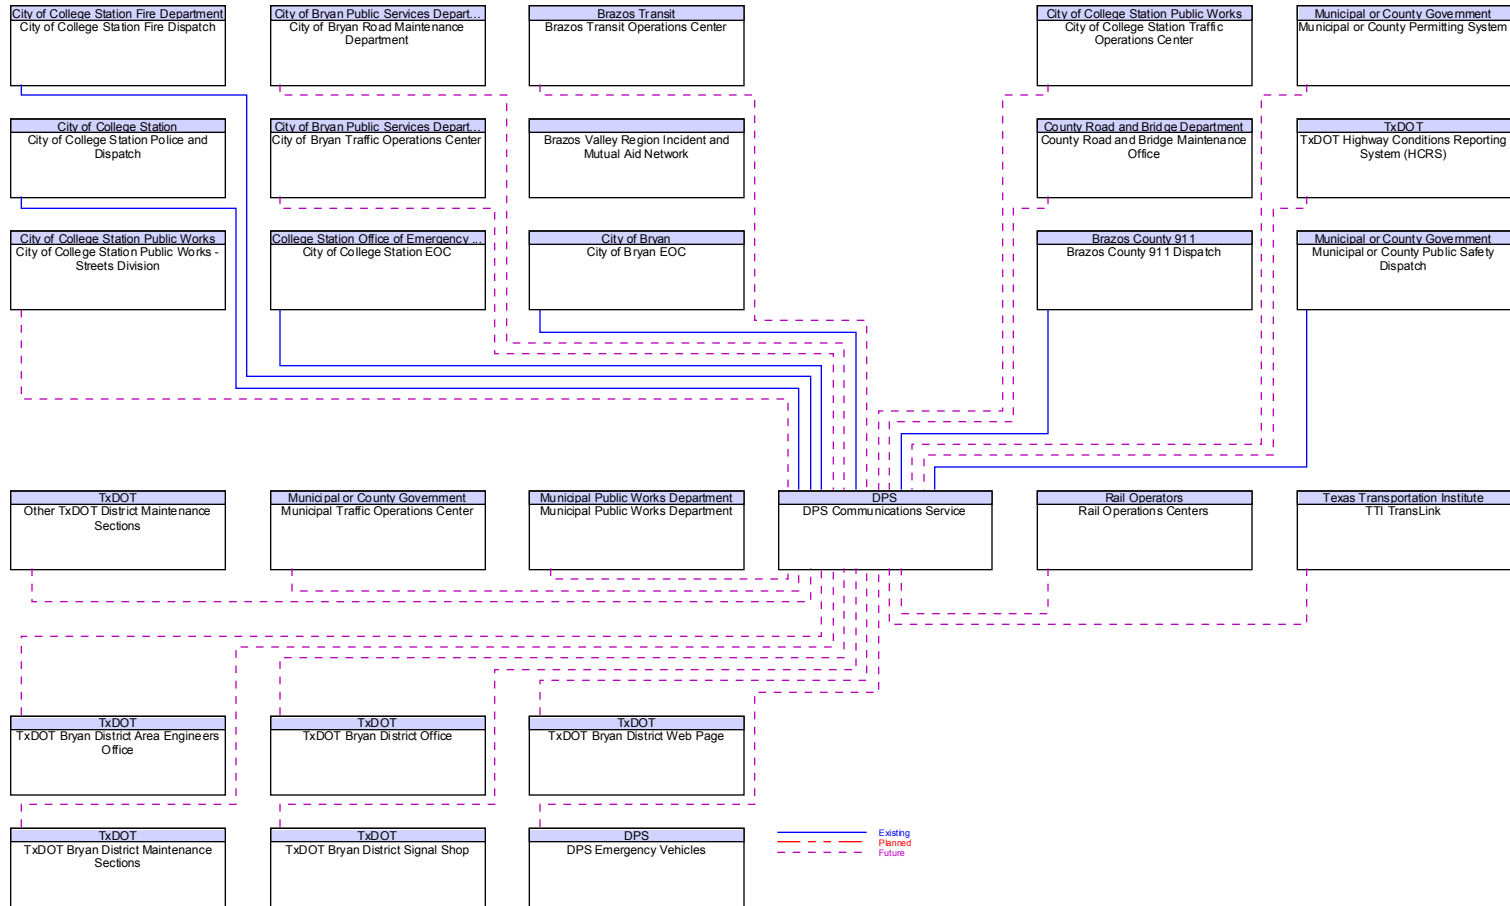 City of College Station Fire Department
City of College Station Fire Dispatch
City of Bryan Public Services Depart...
City of Bryan Road Maintenance
Department
Brazos Transit
Brazos Transit Operations Center
City of College Station Public Works
City of College Station Traffic
Operations Center
Municipal or County Government
Municipal or County Permitting System
City of College Station
City of College Station Police and
Dispatch
City of Bryan Public Services Depart...
City of Bryan Traffic Operations Center
Brazos Valley Region Incident and
Mutual Aid Network
County Road and Bridge Department
County Road and Bridge Maintenance
Office
TxDOT
TxDOT Highway Conditions Reporting
System (HCRS)
City of College Station Public Works
City of College Station Public Works -
Streets Division
College Station Office of Emergency ...
City of College Station EOC
City of Bryan
City of Bryan EOC
Brazos County 911
Brazos County 911 Dispatch
Municipal or County Government
Municipal or County Public Safety
Dispatch
TxDOT
Other TxDOT District Maintenance
Sections
Municipal or County Government
Municipal Traffic Operations Center
Municipal Public Works Department
Municipal Public Works Department
DPS
DPS Communications Service
Rail Operators
Rail Operations Centers
Texas Transportation Institute
TTI TransLink
TxDOT
TxDOT Bryan District Area Engineers
Office
TxDOT
TxDOT Bryan District Office
TxDOT
TxDOT Bryan District Web Page
TxDOT
TxDOT Bryan District Maintenance
Sections
TxDOT
TxDOT Bryan District Signal Shop
DPS
DPS Emergency Vehicles
Existing
Planned
Future